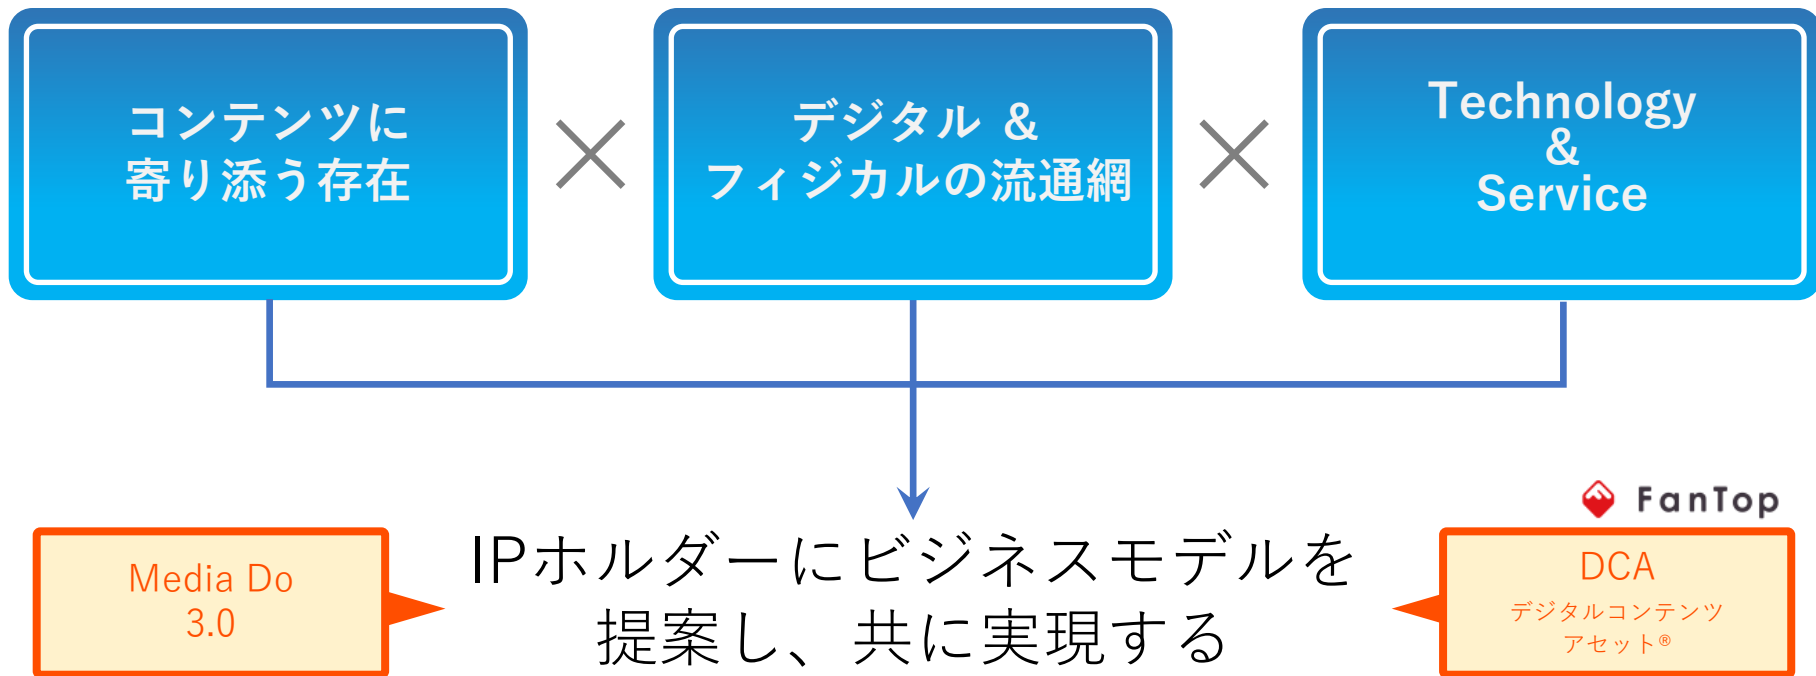 コンテンツに
寄り添う存在
デジタル &
フィジカルの流通網
Technology
&
Service
FanTop
Media Do
3.0
IPホルダーにビジネスモデルを
提案し、共に実現する
DCA
デジタルコンテンツ
アセット®